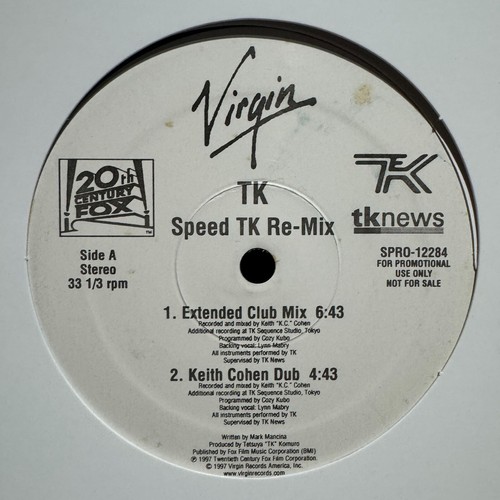 Virgin
20th
CENTURY
FOX
TM
TK
Speed TK Re-Mix
TK
tknews
Side A
Stereo
33 1/3 rpm
SPRO-12284
FOR PROMOTIONAL
USE ONLY
NOT FOR SALE
1. Extended Club Mix 6:43
Recorded and mixed by Keith "K.C." Cohen
Additional recording at TK Sequence Studio, Tokyo
Programmed by Cozy Kubo
Backing vocal: Lynn Mabry
All instruments performed by TK
Supervised by TK News
2. Keith Cohen Dub 4:43
Recorded and mixed by Keith "K.C." Cohen
Additional recording at TK Sequence Studio, Tokyo
Programmed by Cozy Kubo
Backing vocal: Lynn Mabry
All instruments performed by TK
Supervised by TK News
Written by Mark Mancina
Produced by Tetsuya "TK" Komuro
Published by Fox Film Music Corporation (BMI)
℗ 1997 Twentieth Century Fox Film Corporation.
© 1997 Virgin Records America, Inc.
www.virginrecords.com